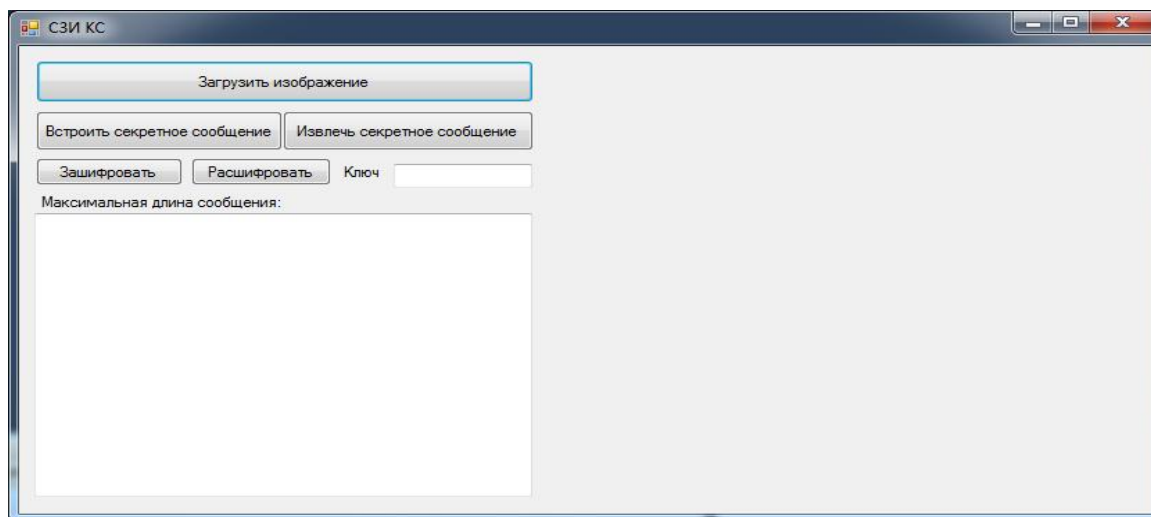 СЗИ КС
Загрузить изображение
Встроить секретное сообщение Извлечь секретное сообщение
Зашифровать Расшифровать Ключ
Максимальная длина сообщения: